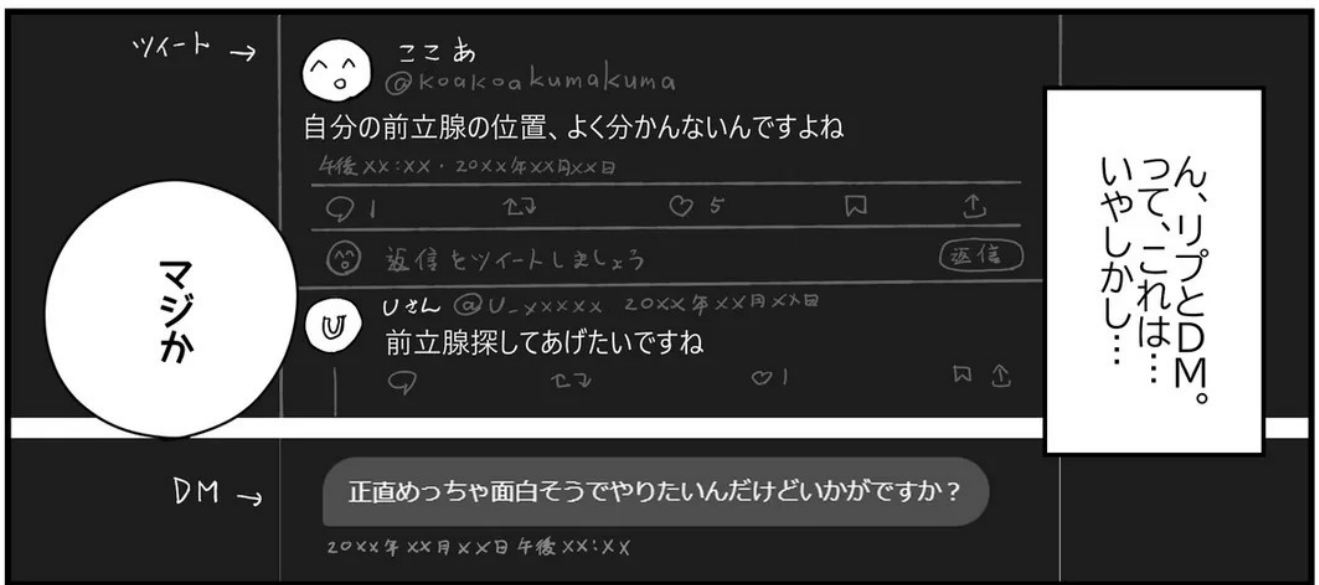 ん、リプとDM。
って、これは…
いやしかし…
ツイート→
ここあ
@koakoakumakuma
自分の前立腺の位置、よく分かんないんですよね
午後XX:XX・20XX年XX月XX日
1 5
返信をツイートしましょう 返信
マジか
U
Uさん @U_xxxxx 20XX年XX月XX日
前立腺探してあげたいですね
1
DM→
正直めっちゃ面白そうでやりたいんだけどいかがですか？
20XX年XX月XX日午後XX:XX